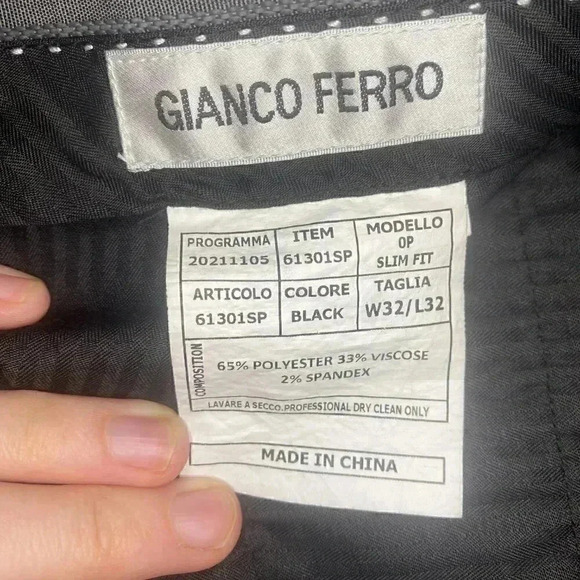 GIANCO FERRO
PROGRAMMA
20211105
ITEM
61301SP
MODELLO
0P
SLIM FIT
ARTICOLO
61301SP
COLORE
BLACK
TAGLIA
W32/L32
COMPOSITION
65% POLYESTER 33% VISCOSE
2% SPANDEX
LAVARE A SECCO.PROFESSIONAL DRY CLEAN ONLY
MADE IN CHINA